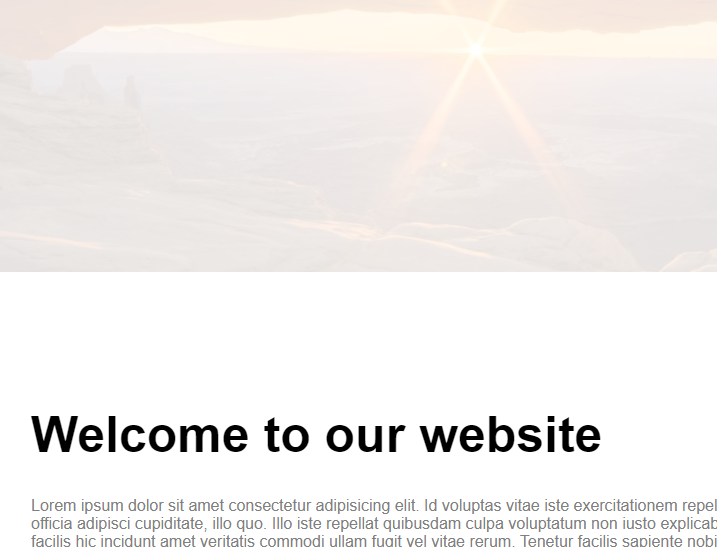 Welcome to our website
Lorem ipsum dolor sit amet consectetur adipisicing elit. Id voluptas vitae iste exercitationem repel
officia adipisci cupiditate, illo quo. Illo iste repellat quibusdam culpa voluptatum non iusto explicab
facilis hic incidunt amet veritatis commodi ullam fugit vel vitae rerum. Tenetur facilis sapiente nobi